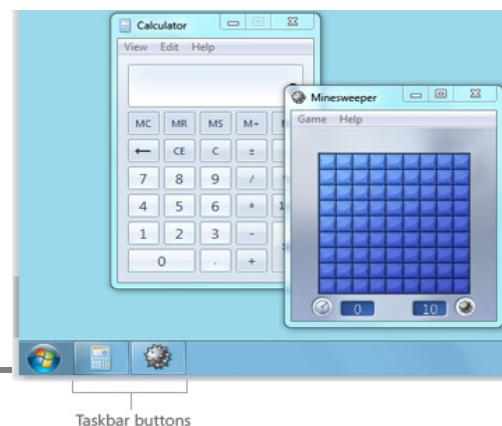 Calculator
View Edit Help
MC MR MS M+
← CE C ±
7 8 9 /
4 5 6 *
1 2 3 -
0 . +
Minesweeper
Game Help
0 10
Taskbar buttons